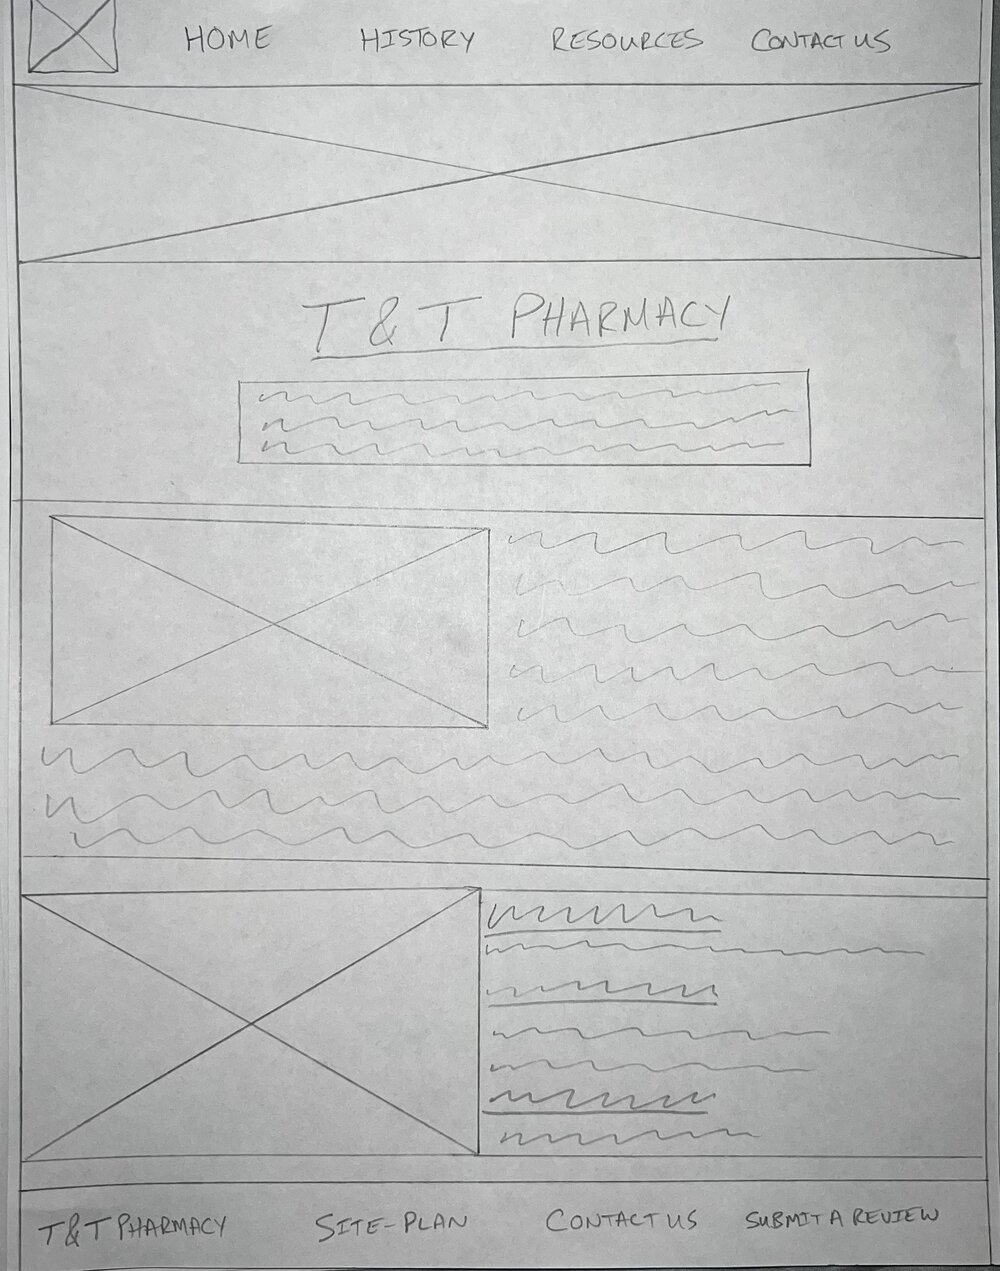 HOME HISTORY RESOURCES CONTACT US
T & T PHARMACY
T&T PHARMACY SITE-PLAN CONTACT US SUBMIT A REVIEW